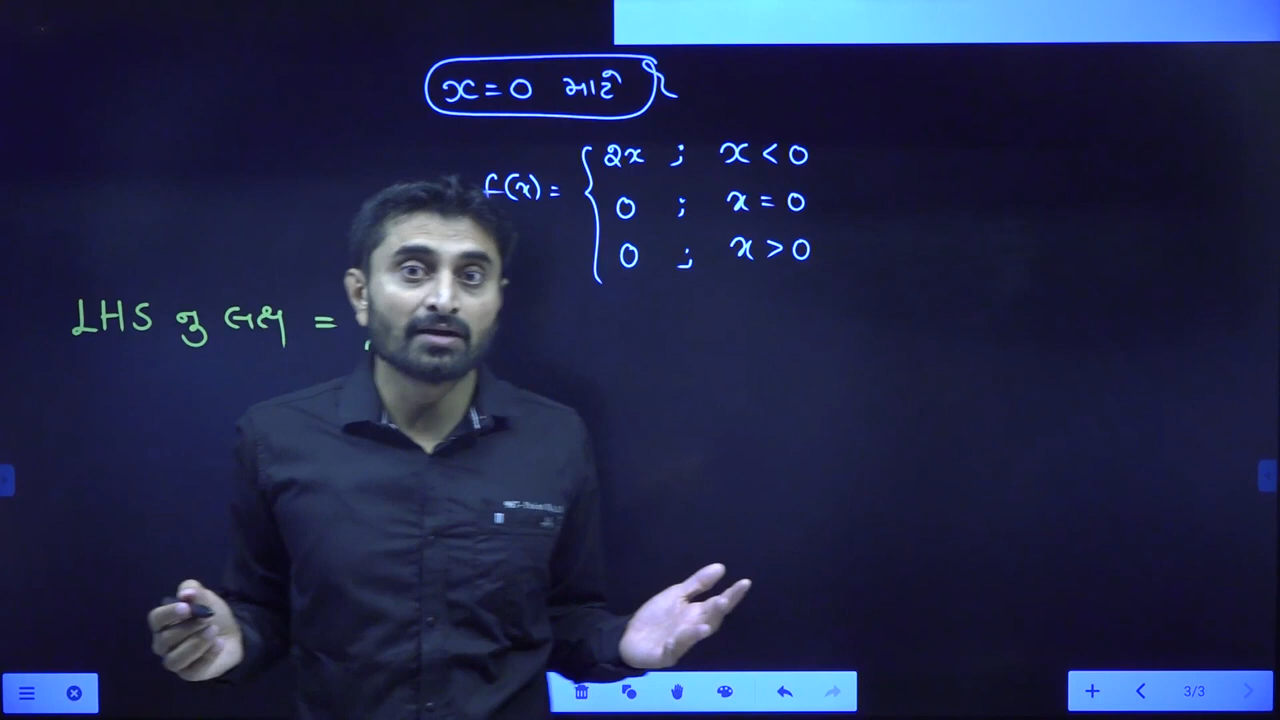 x = 0 માટે
f(x) = { 2x ; x < 0
0 ; x = 0
0 ; x > 0
LHS નુ લક્ષ =
3/3